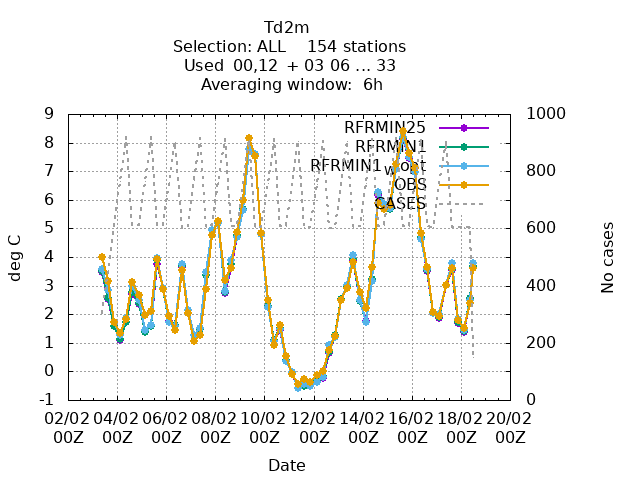 Td2m
Selection: ALL 154 stations
Used 00,12 + 03 06 ... 33
Averaging window: 6h
9
8
7
6
5
4
3
2
1
0
-1
1000
800
600
400
200
0
deg C
No cases
RFRMIN25
RFRMIN1
RFRMIN1wopt
OBS
CASES
02/02 04/02 06/02 08/02 10/02 12/02 14/02 16/02 18/02 20/02
00Z 00Z 00Z 00Z 00Z 00Z 00Z 00Z 00Z 00Z
Date